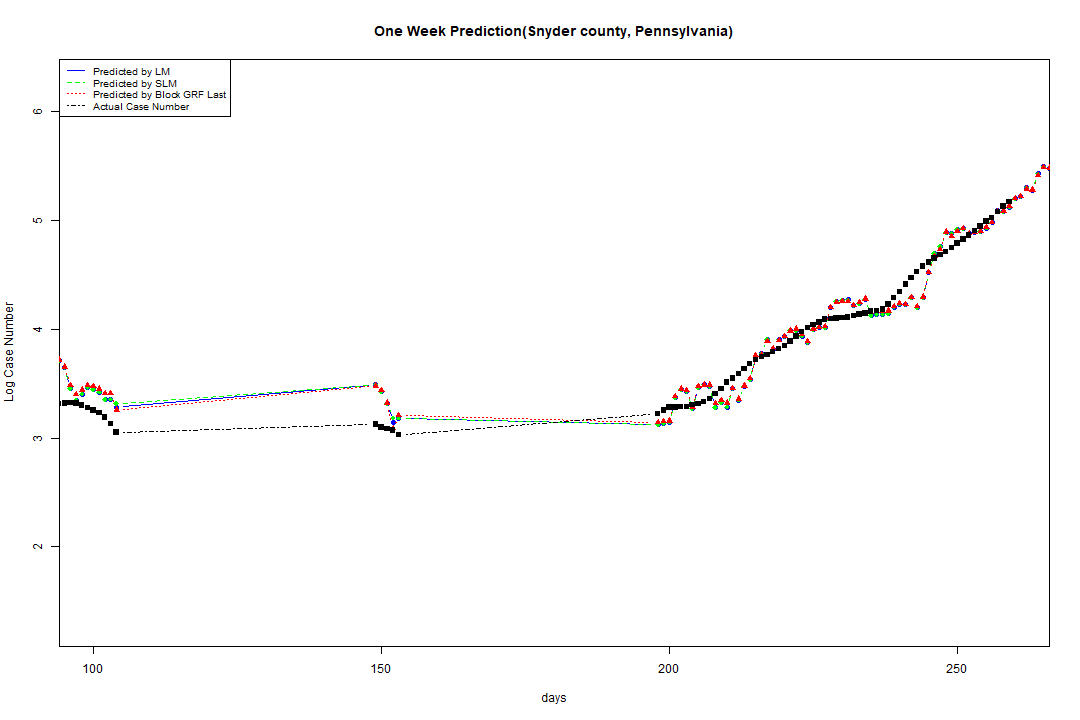 One Week Prediction(Snyder county, Pennsylvania)
Predicted by LM
Predicted by SLM
Predicted by Block GRF Last
Actual Case Number
6
5
4
3
2
Log Case Number
100 150 200 250
days